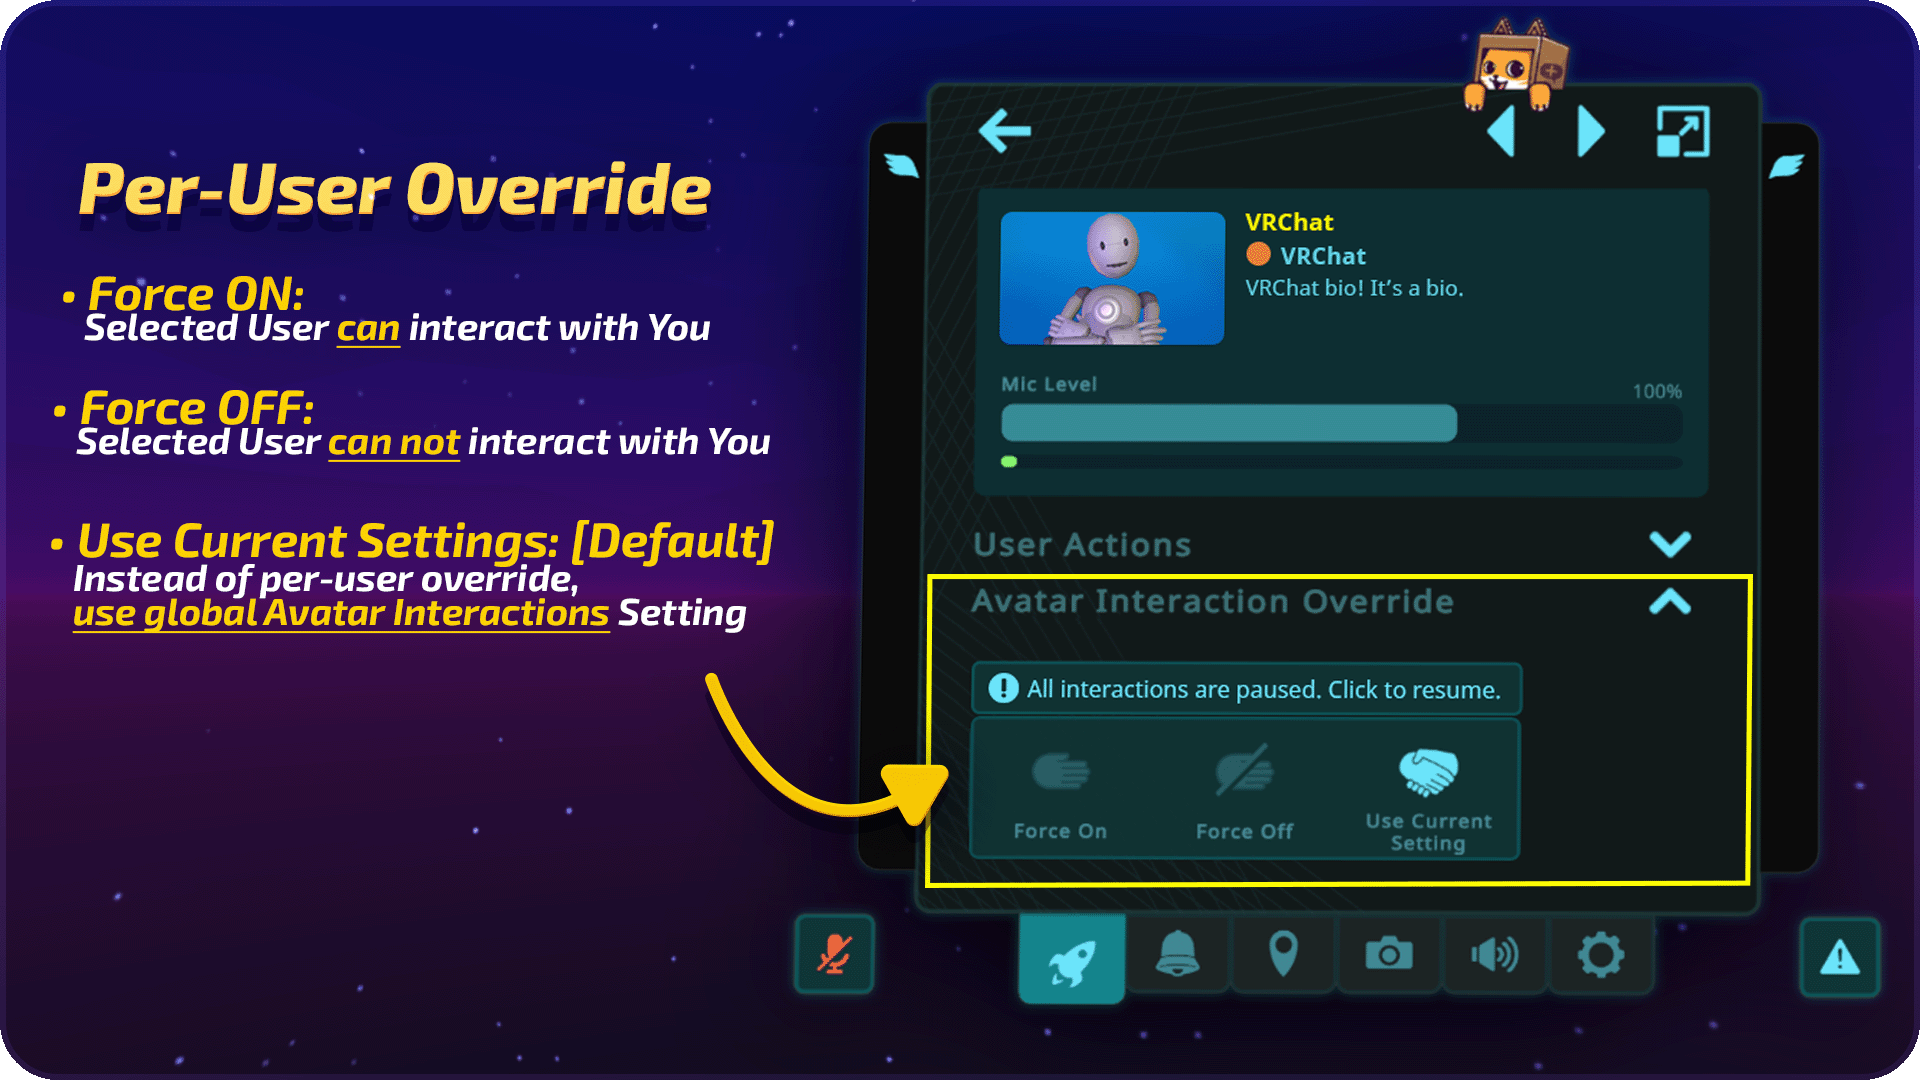 Per-User Override
• Force ON:
Selected User can interact with You
• Force OFF:
Selected User can not interact with You
• Use Current Settings: [Default]
Instead of per-user override,
use global Avatar Interactions Setting
VRChat
VRChat
VRChat bio! It's a bio.
Mic Level
100%
User Actions
Avatar Interaction Override
All interactions are paused. Click to resume.
Force On
Force Off
Use Current
Setting